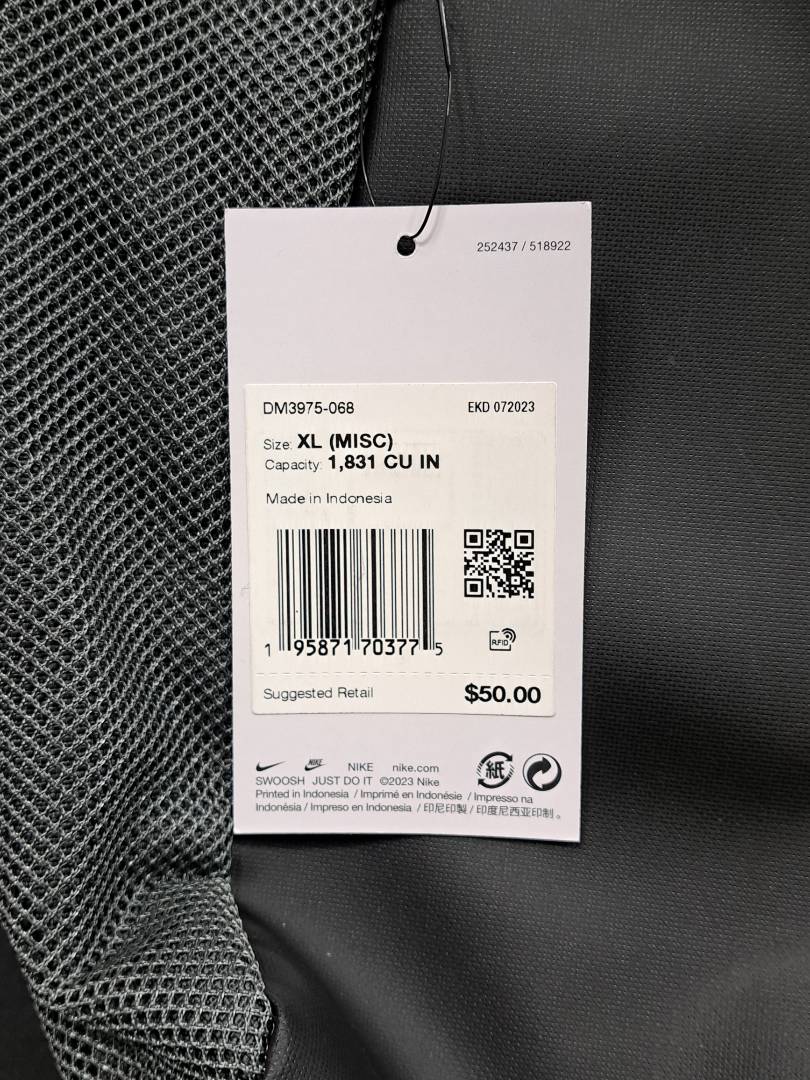 252437 / 518922
DM3975-068 EKD 072023
Size: XL (MISC)
Capacity: 1,831 CU IN
Made in Indonesia
RFID
1 95871 70377 5
Suggested Retail $50.00
NIKE NIKE nike.com
SWOOSH JUST DO IT ©2023 Nike
紙
Printed in Indonesia / Imprimé en Indonésie / Impresso na
Indonésia / Impreso en Indonesia / 印尼印製 / 印度尼西亚印制。